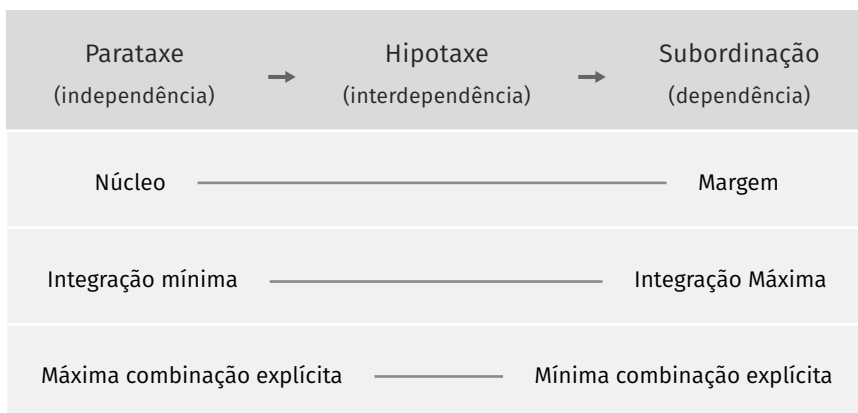 Parataxe → Hipotaxe → Subordinação
(independência) (interdependência) (dependência)
Núcleo Margem
Integração mínima Integração Máxima
Máxima combinação explícita Mínima combinação explícita